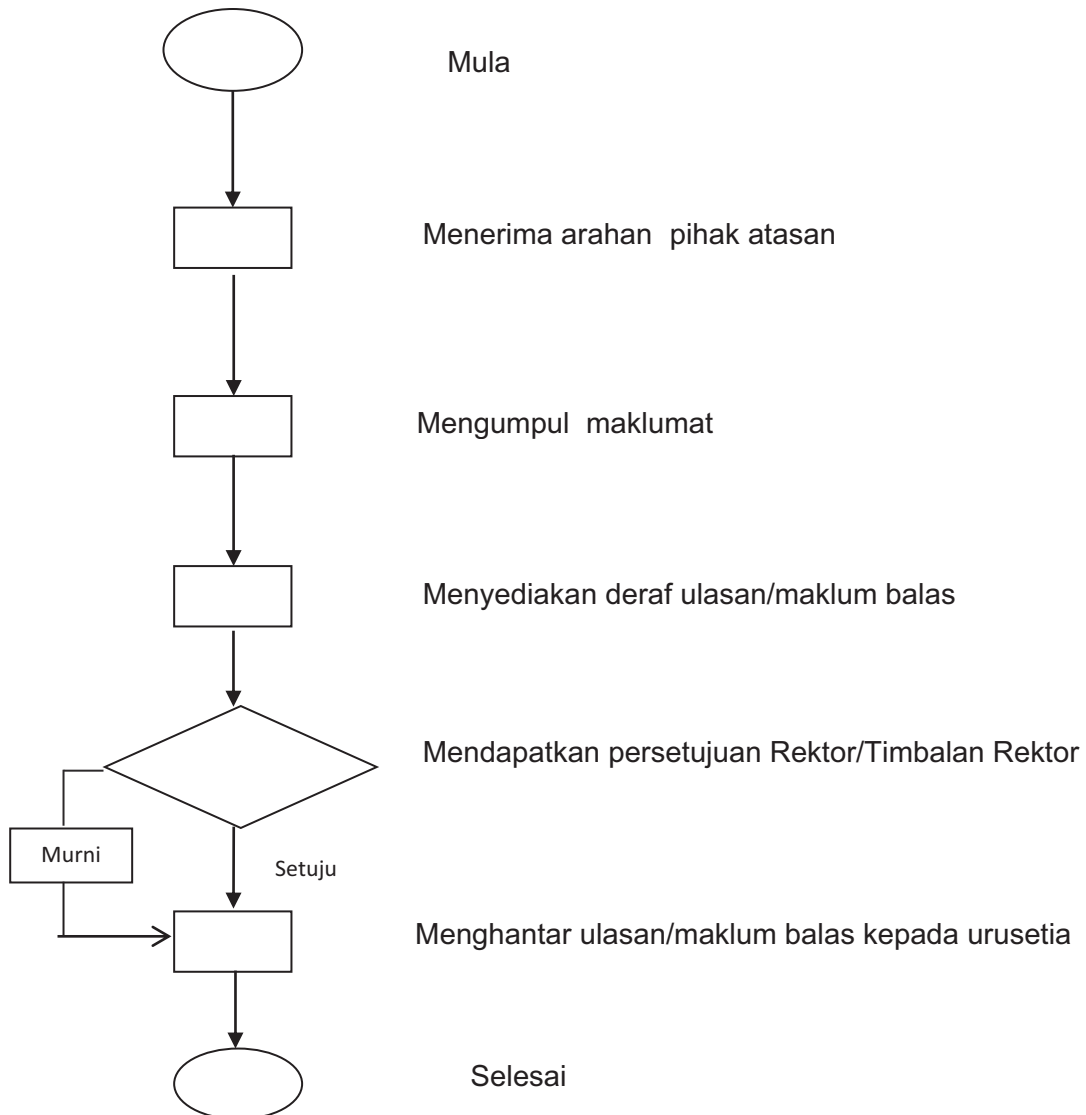 Mula
Menerima arahan pihak atasan
Mengumpul maklumat
Menyediakan deraf ulasan/maklum balas
Mendapatkan persetujuan Rektor/Timbalan Rektor
Murni
Setuju
Menghantar ulasan/maklum balas kepada urusetia
Selesai